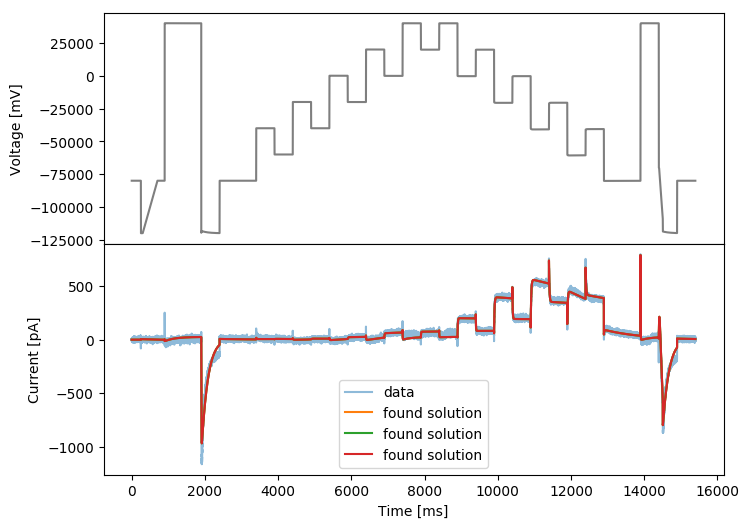 Voltage [mV]
25000
0
−25000
−50000
−75000
−100000
−125000
Current [pA]
500
0
−500
−1000
data
found solution
found solution
found solution
0
2000
4000
6000
8000
10000
12000
14000
16000
Time [ms]